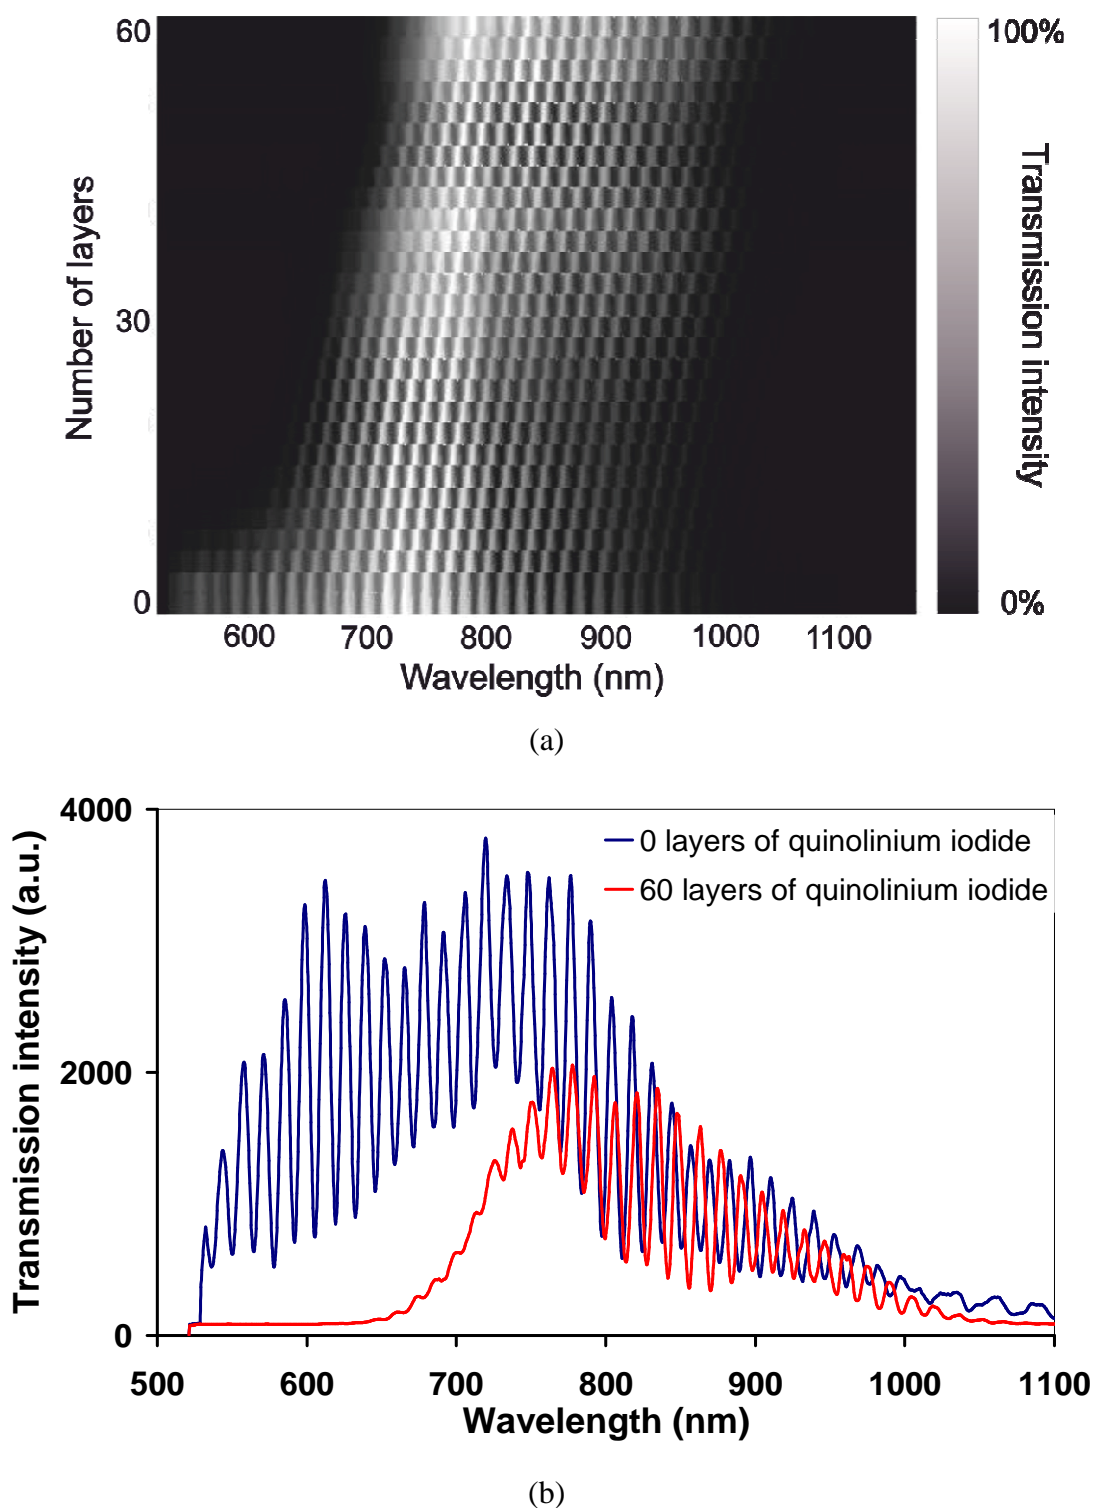 60
100%
Number of layers
30
Transmission intensity
0
0%
600 700 800 900 1000 1100
Wavelength (nm)
(a)
4000
0 layers of quinolinium iodide
60 layers of quinolinium iodide
Transmission intensity (a.u.)
2000
0
500 600 700 800 900 1000 1100
Wavelength (nm)
(b)